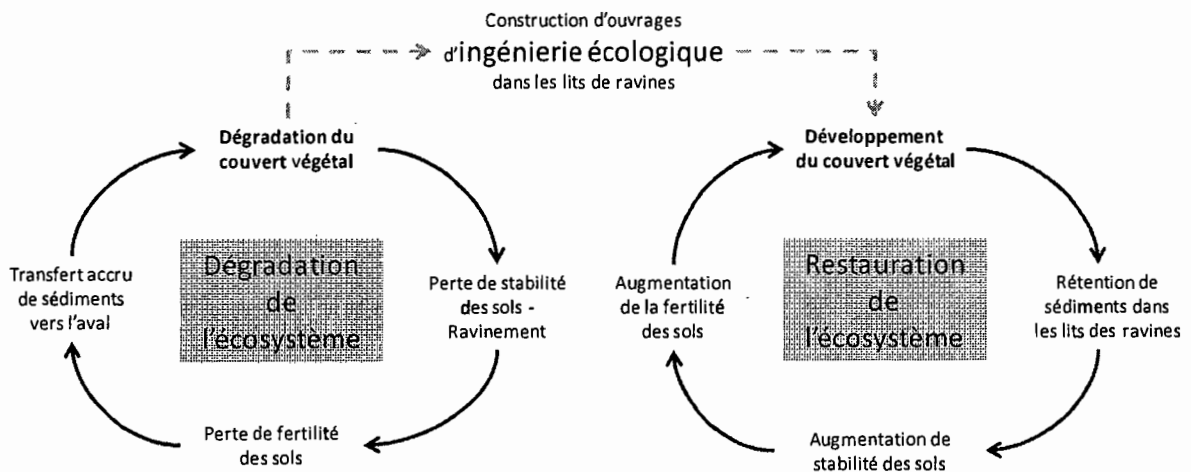 Construction d'ouvrages
d'ingénierie écologique
dans les lits de ravines
Dégradation du
couvert végétal
Perte de stabilité
des sols -
Ravinement
Perte de fertilité
des sols
Transfert accru
de sédiments
vers l'aval
Dégradation
de
l'écosystème
Développement
du couvert végétal
Rétention de
sédiments dans
les lits des ravines
Augmentation de
stabilité des sols
Augmentation
de la fertilité
des sols
Restauration
de
l'écosystème